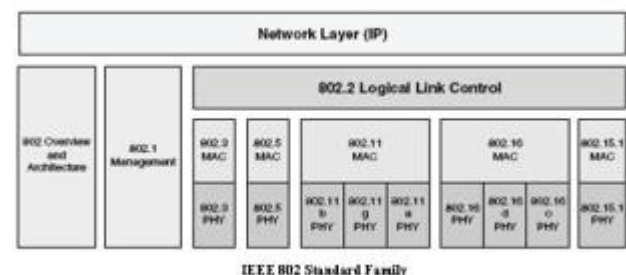 Network Layer (IP)
802 Overview
and
Architecture
802.1
Management
802.2 Logical Link Control
802.3
MAC
802.5
MAC
802.11
MAC
802.16
MAC
802.15.1
MAC
802.3
PHY
802.5
PHY
802.11
b
PHY
802.11
g
PHY
802.11
a
PHY
802.16
PHY
802.16
d
PHY
802.16
PHY
802.15.1
PHY
IEEE 802 Standard Family